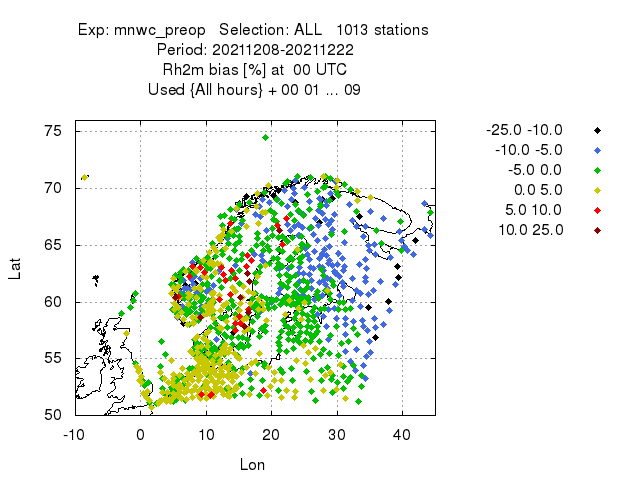 Exp: mnwc_preop   Selection: ALL   1013 stations
Period: 20211208-20211222
Rh2m bias [%] at  00 UTC
Used {All hours} + 00 01 ... 09
-25.0 -10.0
-10.0 -5.0
-5.0 0.0
0.0 5.0
5.0 10.0
10.0 25.0
75
70
65
60
55
50
Lat
-10 0 10 20 30 40
Lon